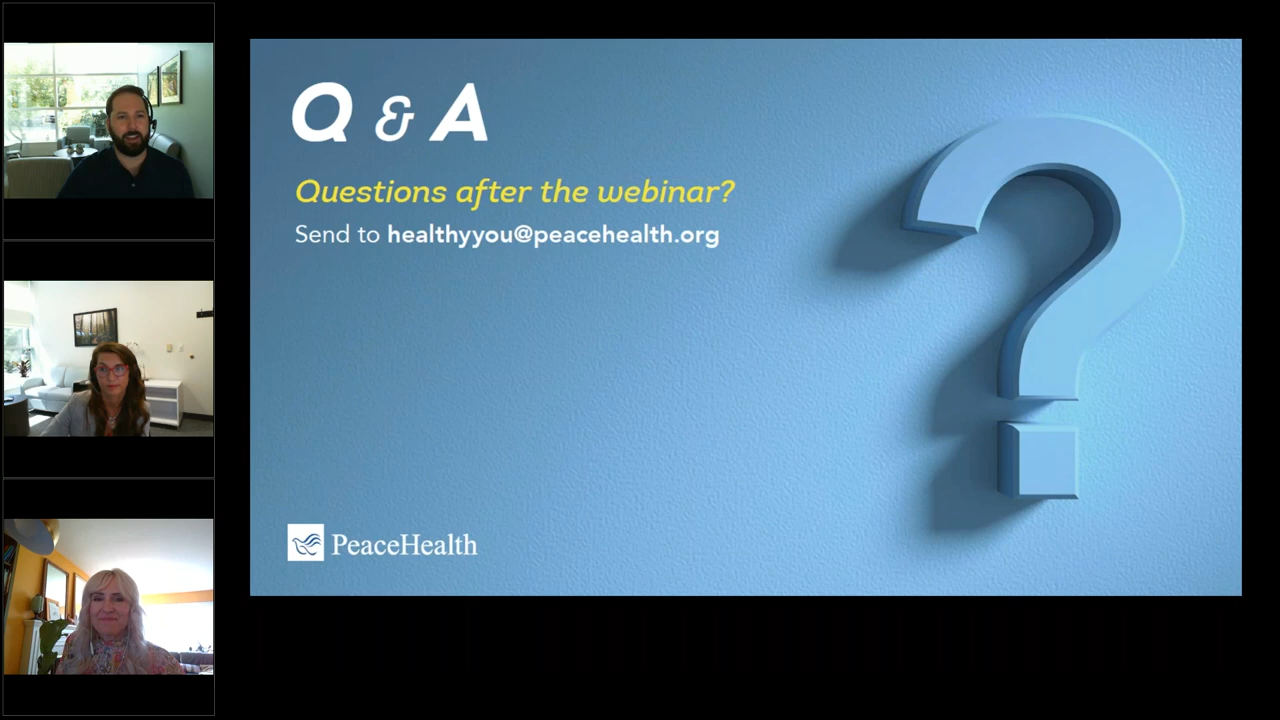 Q & A
Questions after the webinar?
Send to healthyyou@peacehealth.org
PeaceHealth